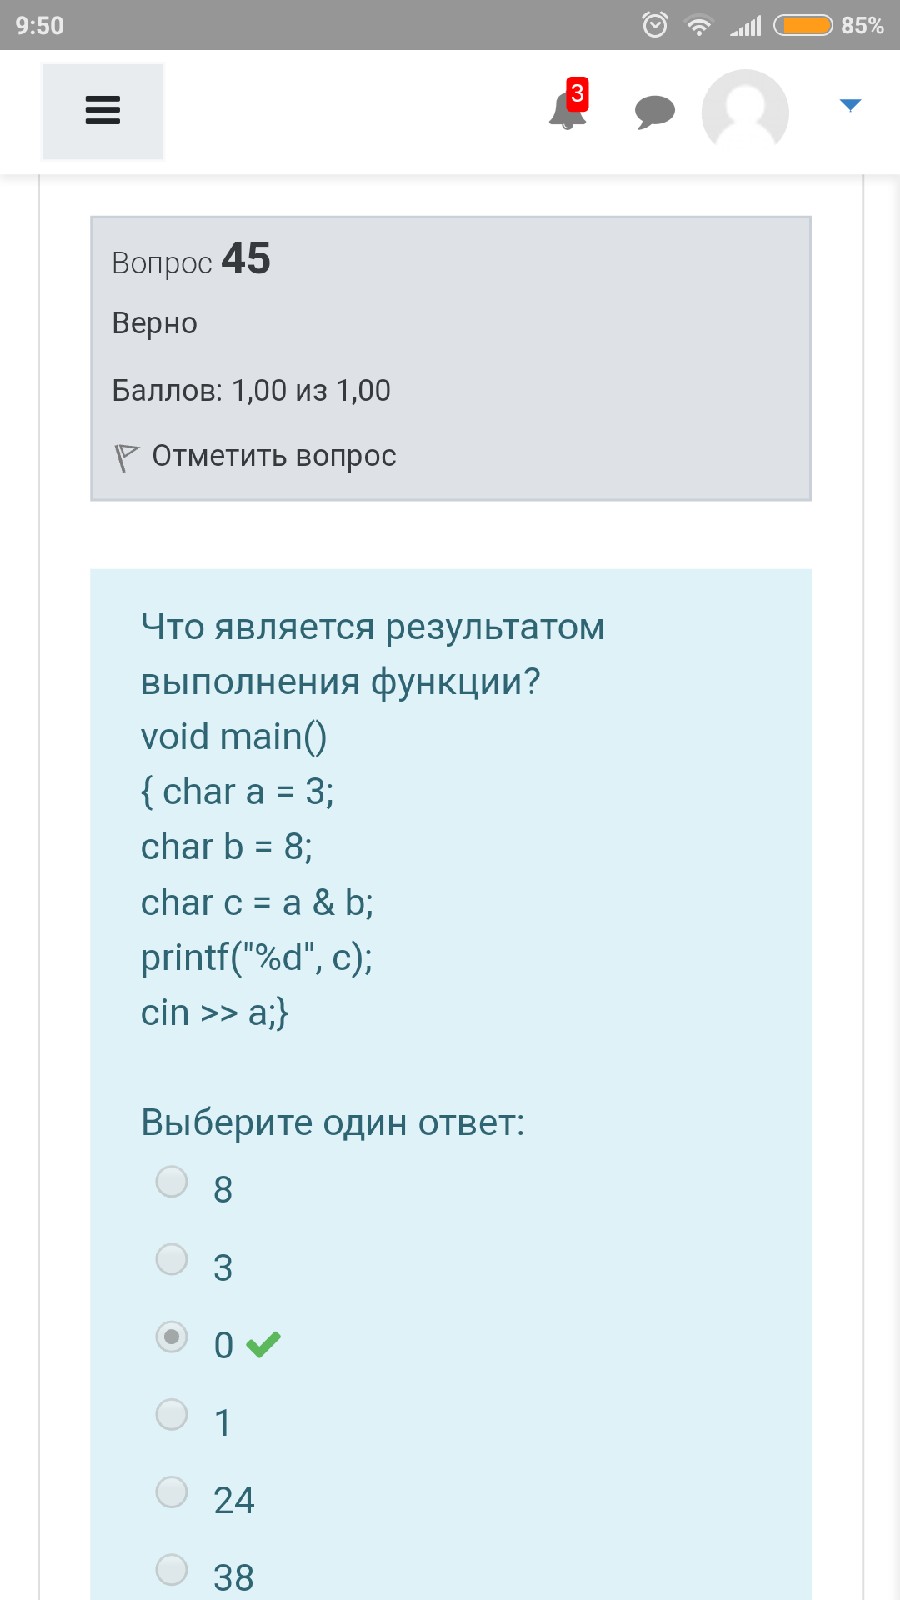 9:50
85%
3
Вопрос 45
Верно
Баллов: 1,00 из 1,00
Отметить вопрос
Что является результатом
выполнения функции?
void main()
{ char a = 3;
char b = 8;
char c = a & b;
printf("%d", c);
cin >> a;}
Выберите один ответ:
8
3
0
1
24
38